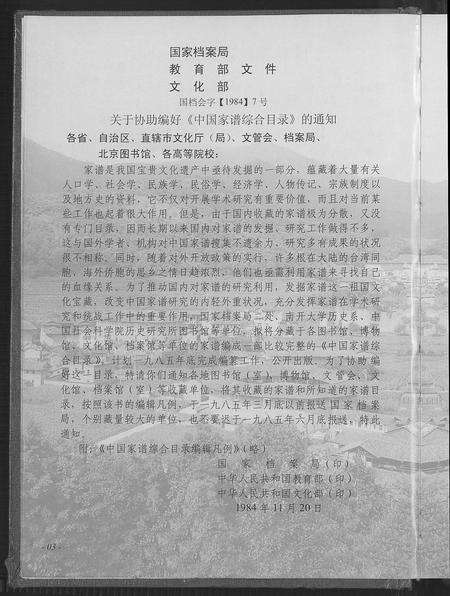 国家档案局
教育部文件
文化部
国档会字【1984】7号
关于协助编好《中国家谱综合目录》的通知
各省、自治区、直辖市文化厅（局）、文管会、档案局、
北京图书馆、各高等院校：
家谱是我国宝贵文化遗产中亟待发掘的一部分，蕴藏着大量有关
人口学、社会学、民族学、民俗学、经济学、人物传记、宗族制度以
及地方史的资料，它不仅对开展学术研究有重要价值，而且对当前某
些工作也起着很大作用。但是，由于国内收藏的家谱极为分散，又没
有专门目录，因而长期以来国内对家谱的发掘、研究工作做得不多，
这与国外学者、机构对中国家谱搜集不遗余力，研究多有成果的状况
很不相称。同时，随着对外开放政策的实行，许多根在大陆的台湾同
胞，海外侨胞的思乡之情日趋浓烈，他们也亟需利用家谱来寻找自己
的血缘关系。为了推动国内对家谱的研究利用，发掘家谱这一祖国文
化宝藏，改变中国家谱研究的内轻外重状况，充分发挥家谱在学术研
究和统战工作中的重要作用，国家档案局二处、南开大学历史系、中
国社会科学院历史研究所图书馆等单位，拟将分藏于各图书馆、博物
馆、文化馆、档案馆等单位的家谱编成一部比较完整的《中国家谱综
合目录》，计划一九八五年底完成编纂工作，公开出版。为了协助编
好这一目录，特请你们通知各地图书馆（室）、博物馆、文管会、文化
馆、档案馆（室）等收藏单位，将其收藏的家谱和所知道的家谱目
录，按照该书的编辑凡例，于一九八五年三月底以前报送国家档案
局，个别藏量较大的单位，也不要迟于一九八五年六月底报送，特此
通知。
附：《中国家谱综合目录编辑凡例》（略）
国家档案局（印）
中华人民共和国教育部（印）
中华人民共和国文化部（印）
1984年11月20日
- 03 -